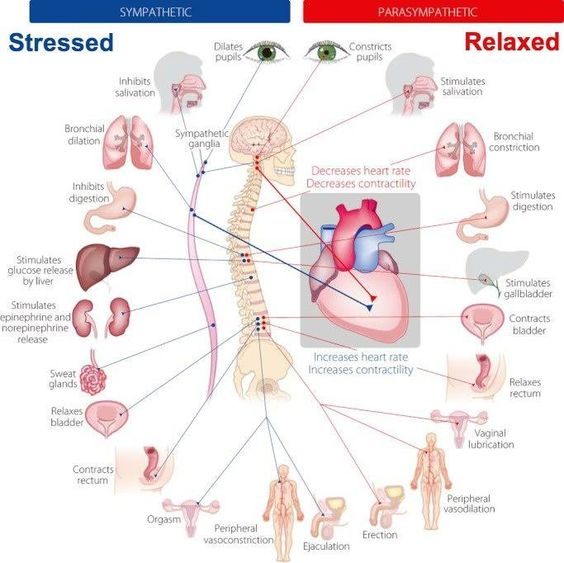 SYMPATHETIC
PARASYMPATHETIC
Stressed
Relaxed
Dilates
pupils
Constricts
pupils
Inhibits
salivation
Stimulates
salivation
Bronchial
dilation
Sympathetic
ganglia
Bronchial
constriction
Decreases heart rate
Decreases contractility
Inhibits
digestion
Stimulates
digestion
Stimulates
glucose release
by liver
Stimulates
gallbladder
Stimulates
epinephrine and
norepinephrine
release
Contracts
bladder
Increases heart rate
Increases contractility
Sweat
glands
Relaxes
rectum
Relaxes
bladder
Vaginal
lubrication
Contracts
rectum
Peripheral
vasodilation
Orgasm
Peripheral
vasoconstriction
Ejaculation
Erection